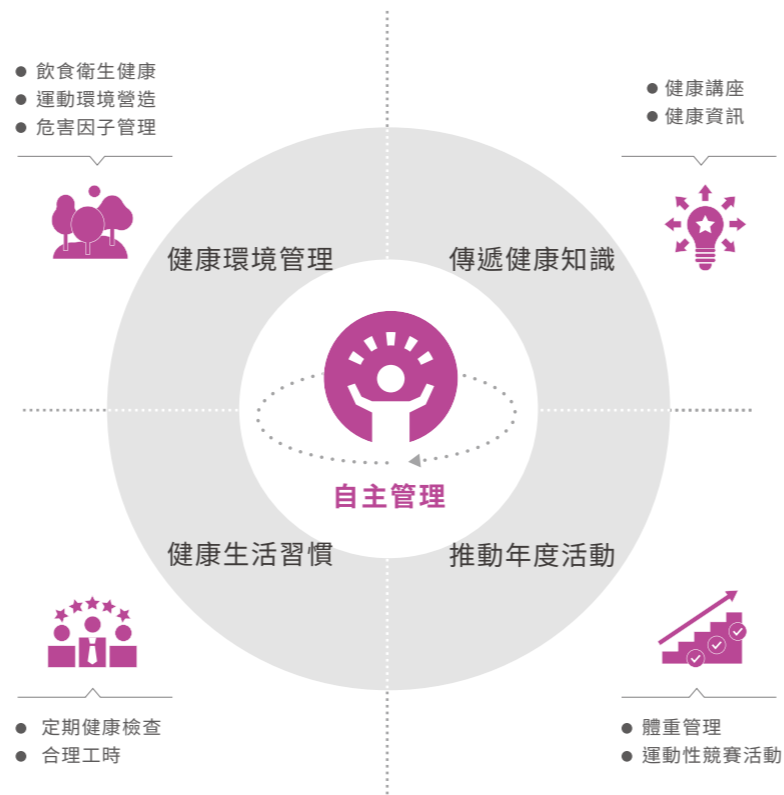 ● 飲食衛生健康
● 運動環境營造
● 危害因子管理
● 健康講座
● 健康資訊
健康環境管理
傳遞健康知識
自主管理
健康生活習慣
推動年度活動
● 定期健康檢查
● 合理工時
● 體重管理
● 運動性競賽活動